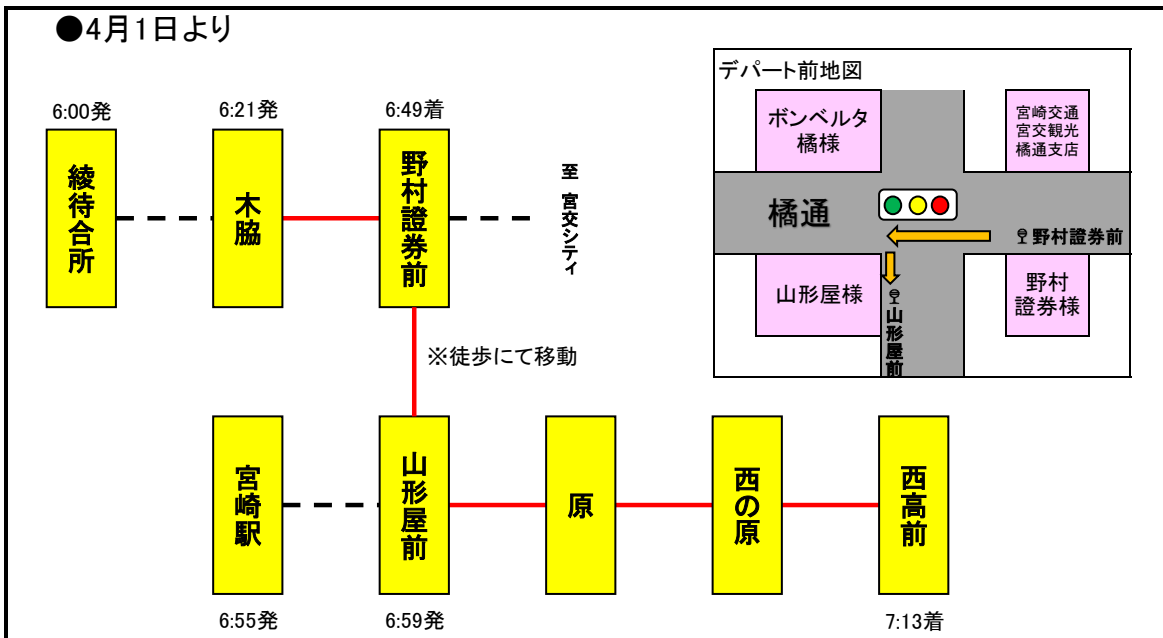 ●4月1日より
デパート前地図
6:00発
6:21発
6:49着
綾待合所
木脇
野村證券前
至 宮交シティ
ボンベルタ
橘様
宮崎交通
宮交観光
橘通支店
橘通
野村證券前
山形屋様
山形屋前
野村
證券様
※徒歩にて移動
宮崎駅
山形屋前
原
西の原
西高前
6:55発
6:59発
7:13着